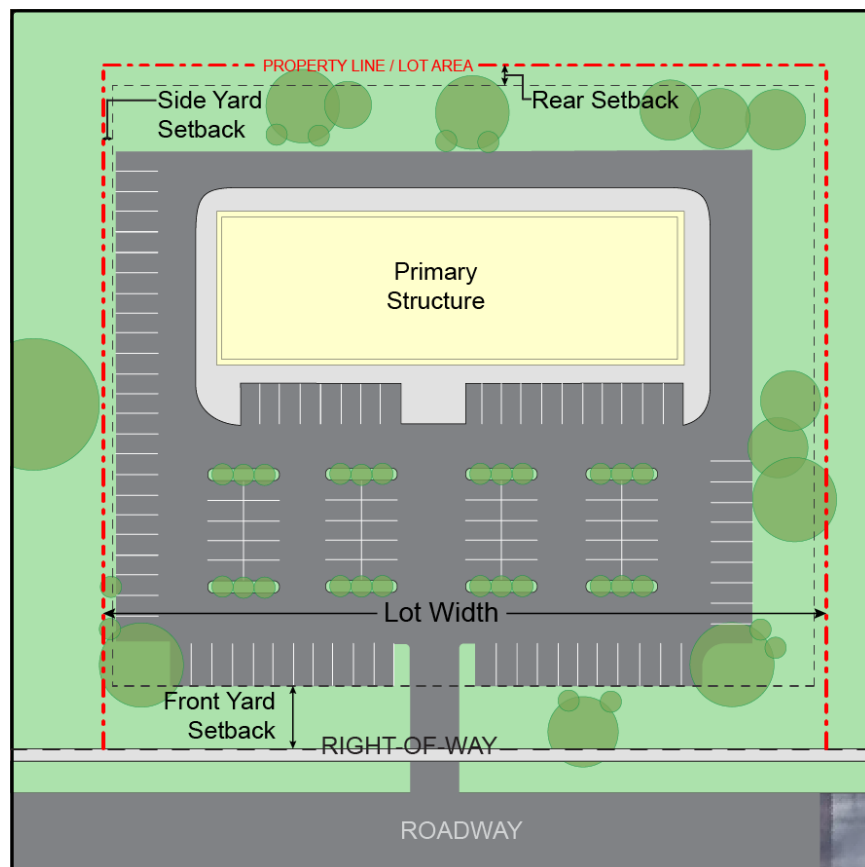 PROPERTY LINE / LOT AREA
Side Yard
Setback
Rear Setback
Primary
Structure
Lot Width
Front Yard
Setback
RIGHT-OF-WAY
ROADWAY